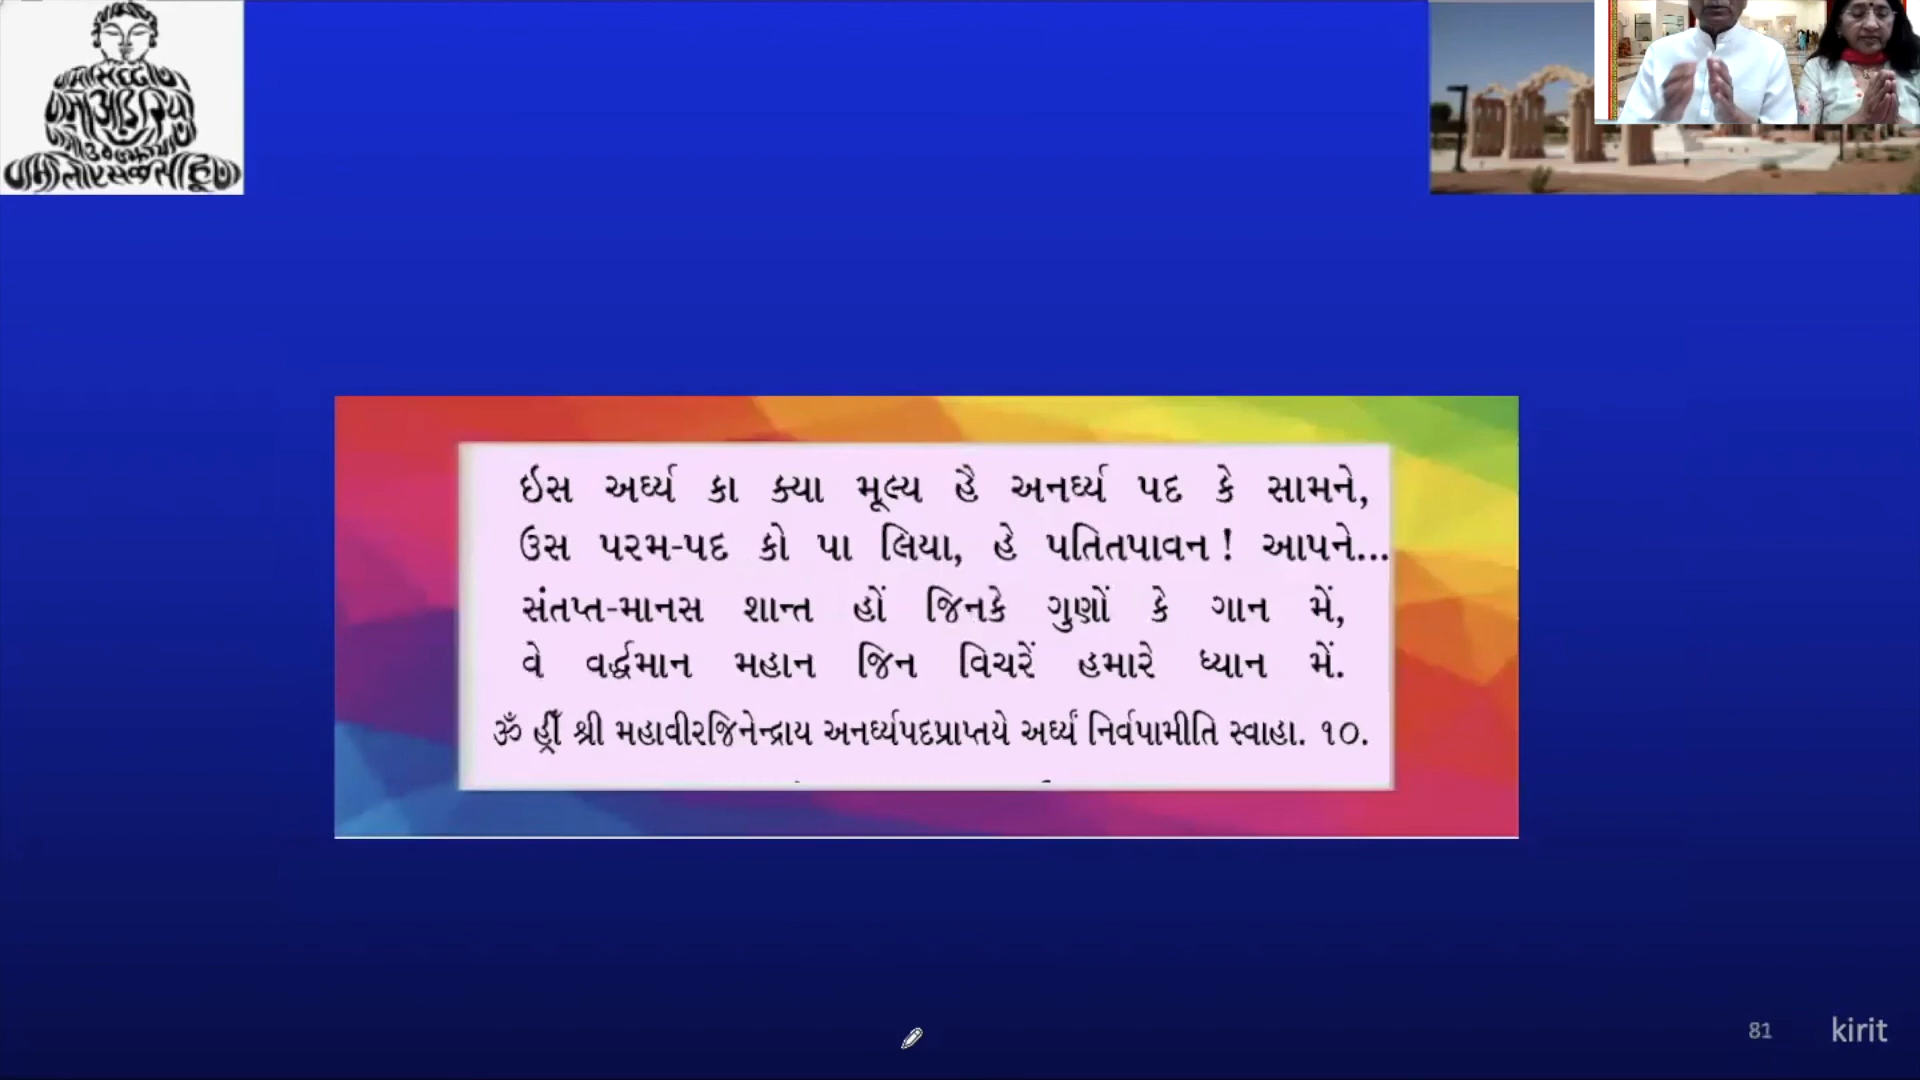 ઇસ અર્ઘ્ય કા ક્યા મૂલ્ય હૈ અનર્ઘ્ય પદ કે સામને,
ઉસ પરમ-પદ કો પા લિયા, હે પતિતપાવન ! આપને...
સંતપ્ત-માનસ શાન્ત હોં જિનકે ગુણોં કે ગાન મેં,
વે વર્દ્ધમાન મહાન જિન વિચરેં હમારે ધ્યાન મેં.
ૐ હ્રીઁ શ્રી મહાવીરજિનેન્દ્રાય અનર્ઘ્યપદપ્રાપ્તયે અર્ઘ્યં નિર્વપામીતિ સ્વાહા. ૧૦.
81 kirit